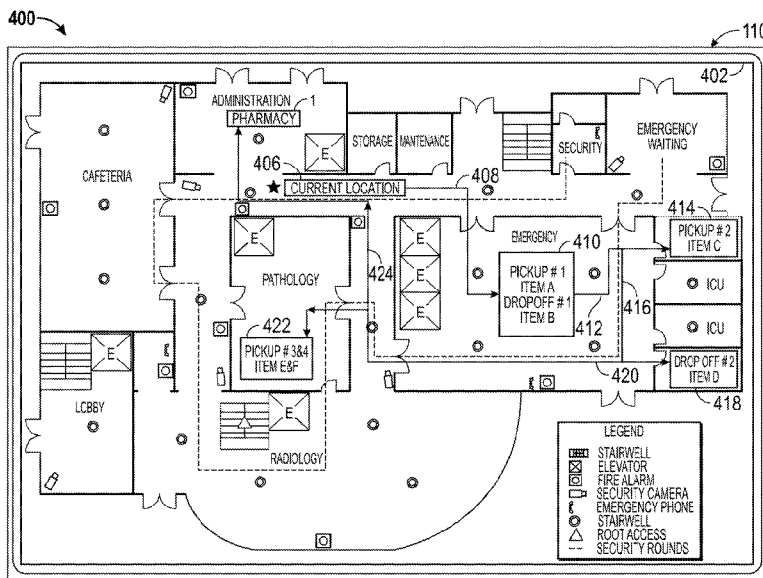 400
110
402
ADMINISTRATION
1
PHARMACY
406
STORAGE
MAINTENANCE
408
SECURITY
EMERGENCY
WAITING
CAFETERIA
E
CURRENT LOCATION
414
PICKUP # 2
ITEM C
E
EMERGENCY
410
E
PATHOLOGY
424
PICKUP # 1
ITEM A
DROPOFF # 1
ITEM B
ICU
E
412
416
422
PICKUP # 3&4
ITEM E&F
E
ICU
E
420
DROP OFF # 2
ITEM D
418
LCBBY
E
RADIOLOGY
LEGEND
STAIRWELL
ELEVATOR
FIRE ALARM
SECURITY CAMERA
EMERGENCY PHONE
STAIRWELL
ROOT ACCESS
SECURITY ROUNDS